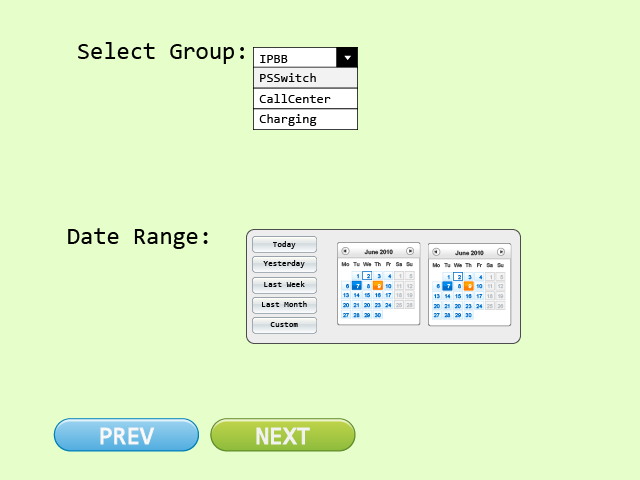 Select Group:
IPBB
PSSwitch
CallCenter
Charging
Date Range:
Today
Yesterday
Last Week
Last Month
Custom
June 2010
Mo Tu We Th Fr Sa Su
1 2 3 4 5 6
7 8 9 10 11 12
13 14 15 16 17 18 19
20 21 22 23 24 25 26
27 28 29 30
June 2010
Mo Tu We Th Fr Sa Su
1 2 3 4 5
6 7 8 9 10 11 12
13 14 15 16 17 18 19
20 21 22 23 24 25 26
27 28 29 30
PREV
NEXT